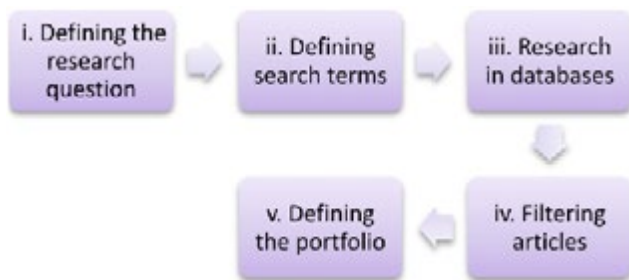 i. Defining the
research
question
ii. Defining
search terms
iii. Research
in databases
iv. Filtering
articles
v. Defining
the portfolio